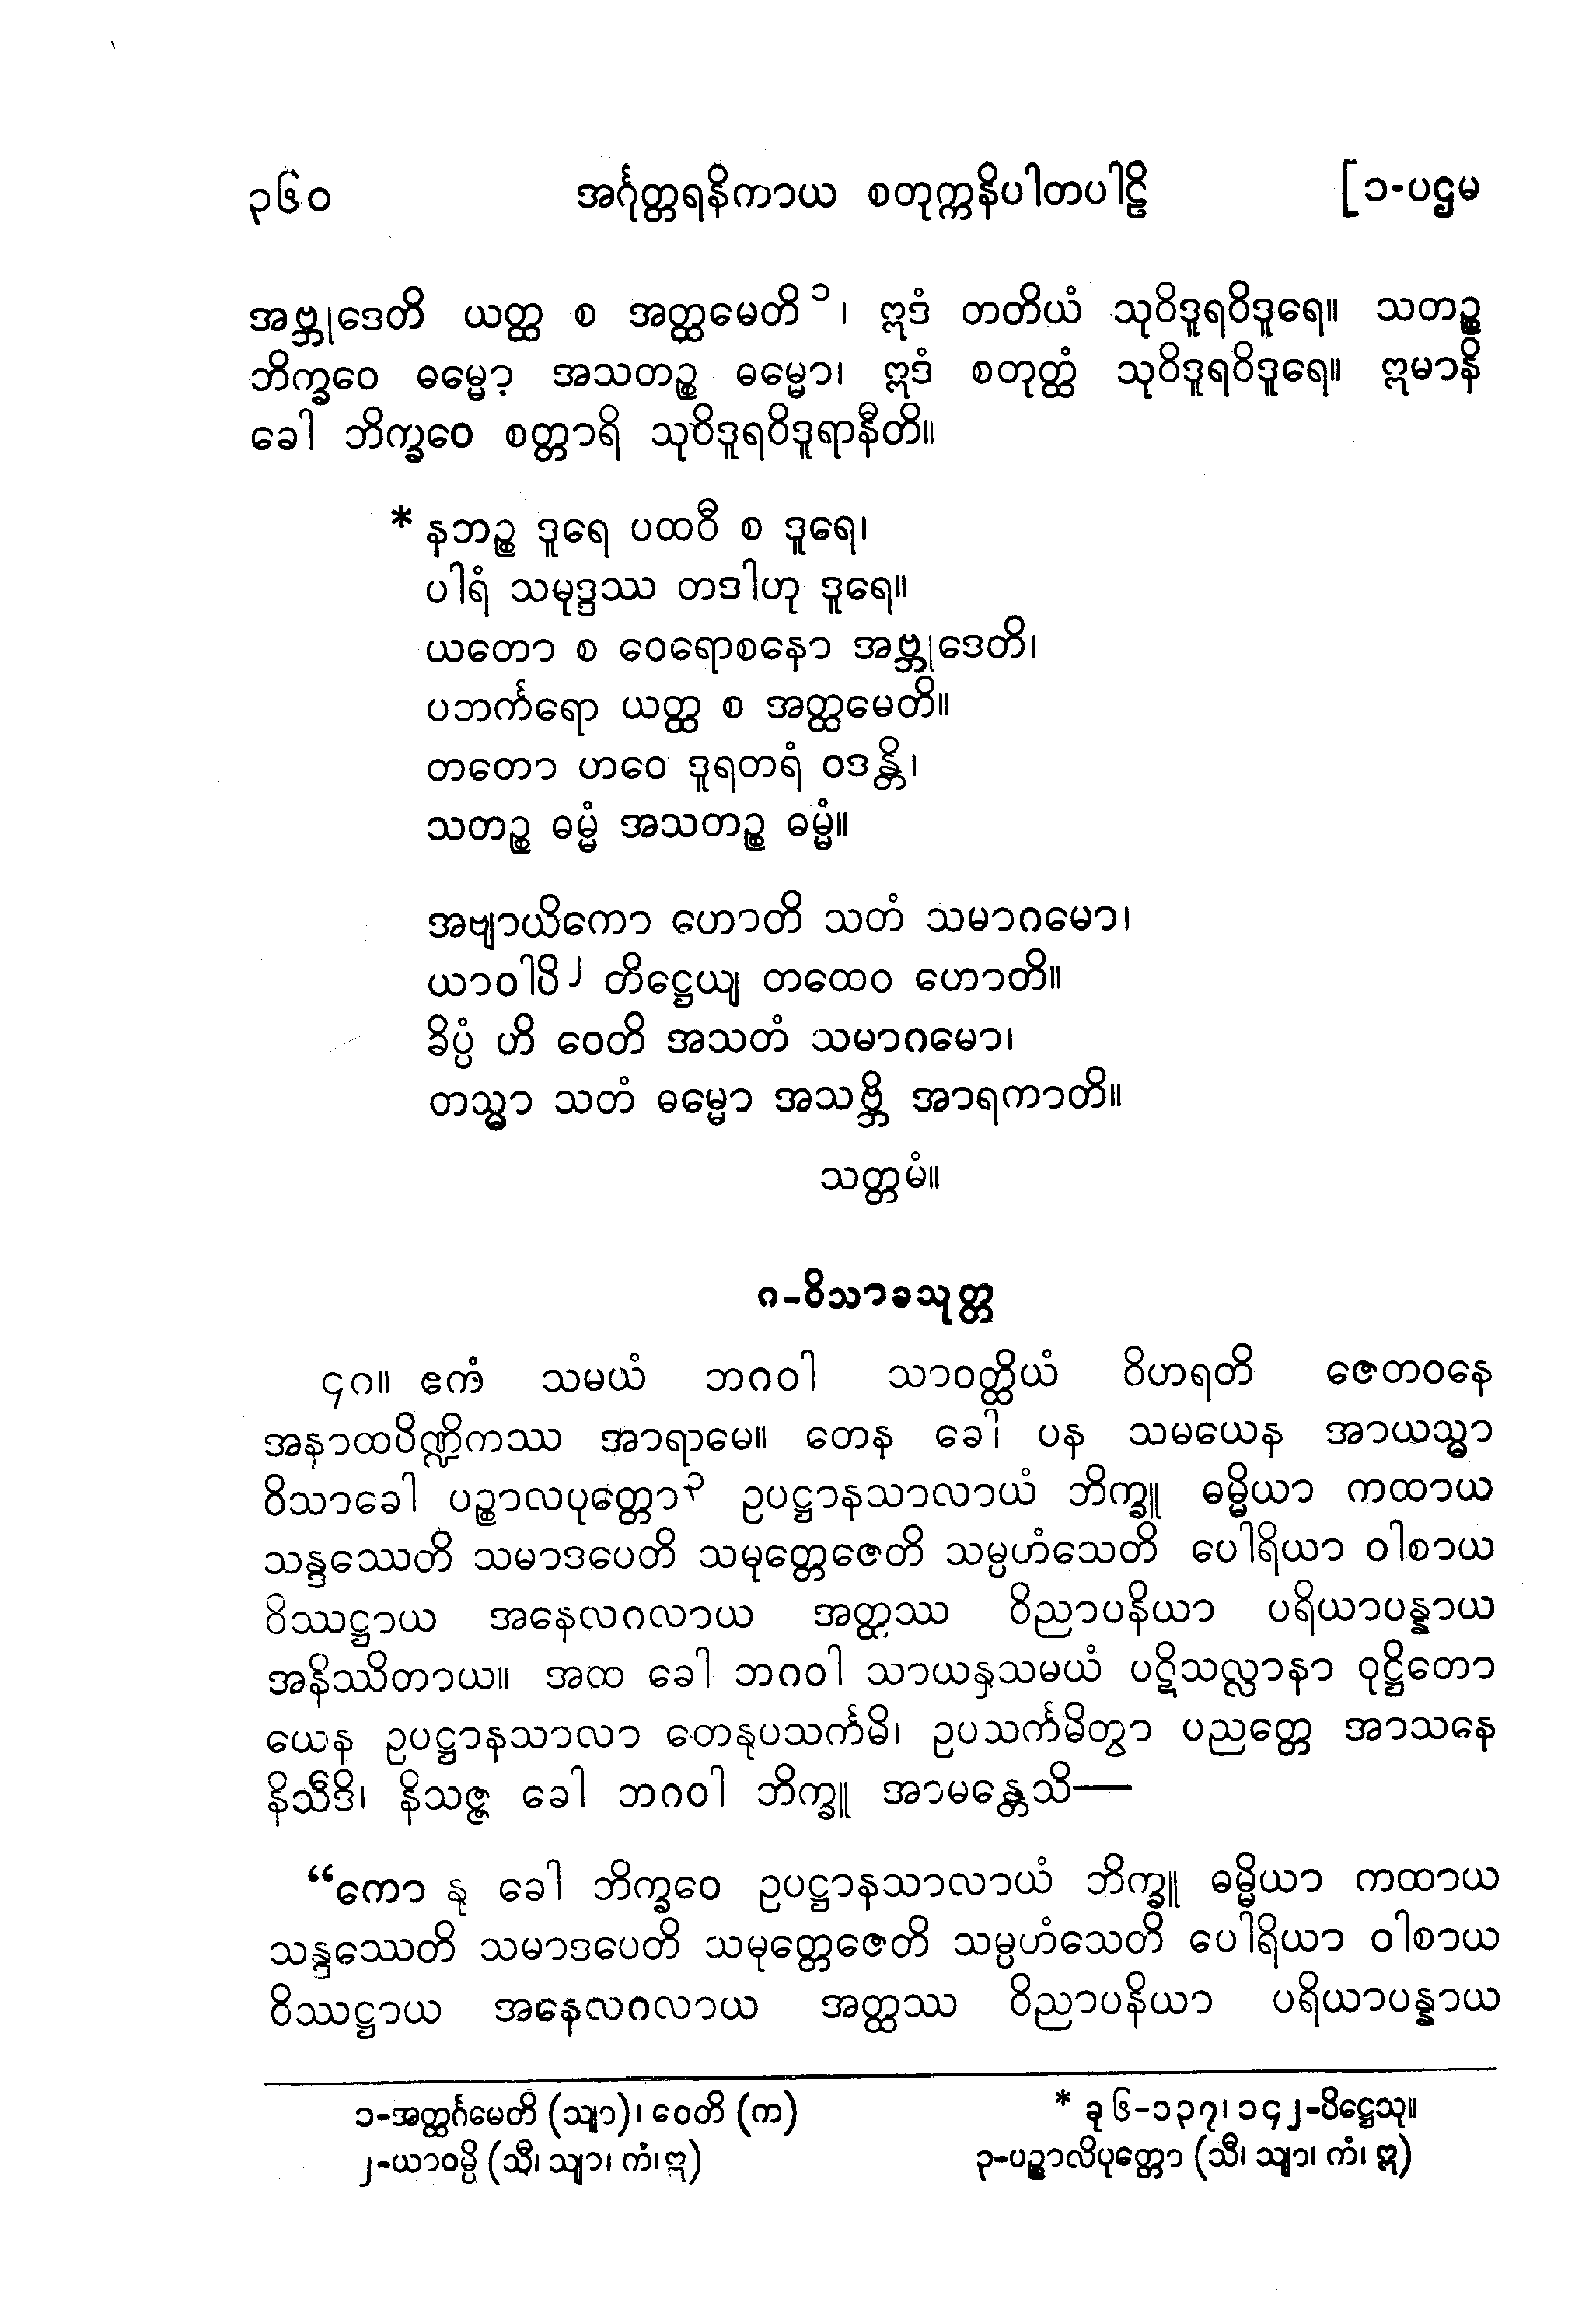 ၃၆၀ အင်္ဂုတ္တရနိကာယ စတုက္ကနိပါတပါဠိ [၁-ပဌမ
အဗ္ဘုဒေတိ ယတ္ထ စ အတ္ထမေတိ ၁၊ ဣဒံ တတိယံ သုဝိဒူရဝိဒူရေ။ သတဉ္စ
ဘိက္ခဝေ ဓမ္မော အသတဉ္စ ဓမ္မော၊ ဣဒံ စတုတ္ထံ သုဝိဒူရဝိဒူရေ။ ဣမာနိ
ခေါ ဘိက္ခဝေ စတ္တာရိ သုဝိဒူရဝိဒူရာနီတိ။
* နဘဉ္စ ဒူရေ ပထဝီ စ ဒူရေ၊
ပါရံ သမုဒ္ဒဿ တဒါဟု ဒူရေ။
ယတော စ ဝေရောစနော အဗ္ဘုဒေတိ၊
ပဘင်္ကရော ယတ္ထ စ အတ္ထမေတိ။
တတော ဟဝေ ဒူရတရံ ဝဒန္တိ၊
သတဉ္စ ဓမ္မံ အသတဉ္စ ဓမ္မံ။
အဗျာယိကော ဟောတိ သတံ သမာဂမော၊
ယာဝါပိ ၂ တိဋ္ဌေယျ တထေဝ ဟောတိ။
ခိပ္ပံ ဟိ ဝေတိ အသတံ သမာဂမော၊
တသ္မာ သတံ ဓမ္မော အသဗ္ဘိ အာရကာတိ။
သတ္တမံ။
၈-ဝိသာခသုတ္တ
၄၈။ ဧကံ သမယံ ဘဂဝါ သာဝတ္ထိယံ ဝိဟရတိ ဇေတဝနေ
အနာထပိဏ္ဍိကဿ အာရာမေ။ တေန ခေါ ပန သမယေန အာယသ္မာ
ဝိသာခေါ ပဉ္စာလပုတ္တော ၃ ဥပဋ္ဌာနသာလာယံ ဘိက္ခူ ဓမ္မိယာ ကထာယ
သန္ဒဿေတိ သမာဒပေတိ သမုတ္တေဇေတိ သမ္ပဟံသေတိ ပေါရိယာ ဝါစာယ
ဝိဿဋ္ဌာယ အနေလဂလာယ အတ္ထဿ ဝိညာပနိယာ ပရိယာပန္နာယ
အနိဿိတာယ။ အထ ခေါ ဘဂဝါ သာယနှသမယံ ပဋိသလ္လာနာ ဝုဋ္ဌိတော
ယေန ဥပဋ္ဌာနသာလာ တေနုပသင်္ကမိ၊ ဥပသင်္ကမိတွာ ပညတ္တေ အာသနေ
နိသီဒိ၊ နိသဇ္ဇ ခေါ ဘဂဝါ ဘိက္ခူ အာမန္တေသိ—
“ကော နု ခေါ ဘိက္ခဝေ ဥပဋ္ဌာနသာလာယံ ဘိက္ခူ ဓမ္မိယာ ကထာယ
သန္ဒဿေတိ သမာဒပေတိ သမုတ္တေဇေတိ သမ္ပဟံသေတိ ပေါရိယာ ဝါစာယ
ဝိဿဋ္ဌာယ အနေလဂလာယ အတ္ထဿ ဝိညာပနိယာ ပရိယာပန္နာယ
၁-အတ္ထင်္ဂမေတိ (သျာ)၊ ဝေတိ (က) * ခု ၆-၁၃၇၊ ၁၄၂-ပိဋ္ဌေသု။
၂-ယာဝမ္ပိ (သီ၊ သျာ၊ ကံ၊ ဣ) ၃-ပဉ္စာလိပုတ္တော (သီ၊ သျာ၊ ကံ၊ ဣ)